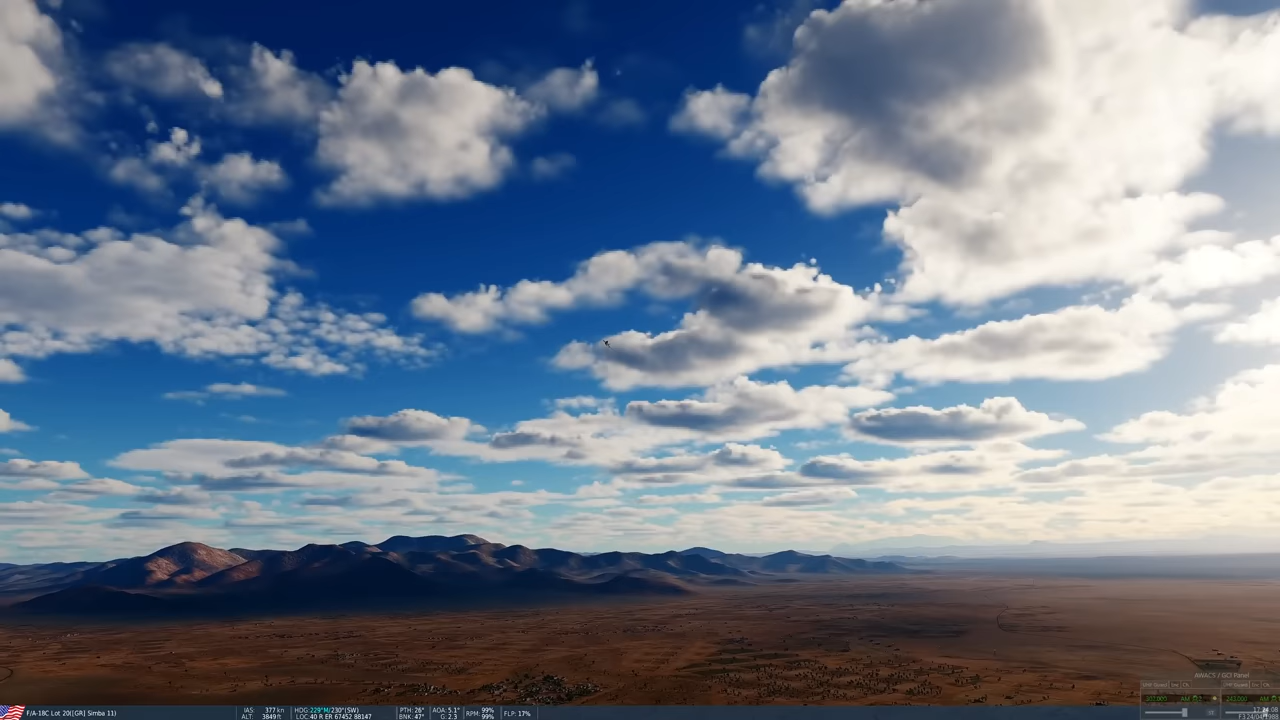 AWACS / GCI Panel
F/A-18C Lot 20([GR] Simba 11)
IAS: 377 kn
ALT: 3849ft
HDG:229°M/230°(SW)
LOC:40 R ER 67452 88147
PTH: 26°
BNK: 47°
AOA: 5.1
G: 2.3
RPM: 99%
99%
FLP: 17%